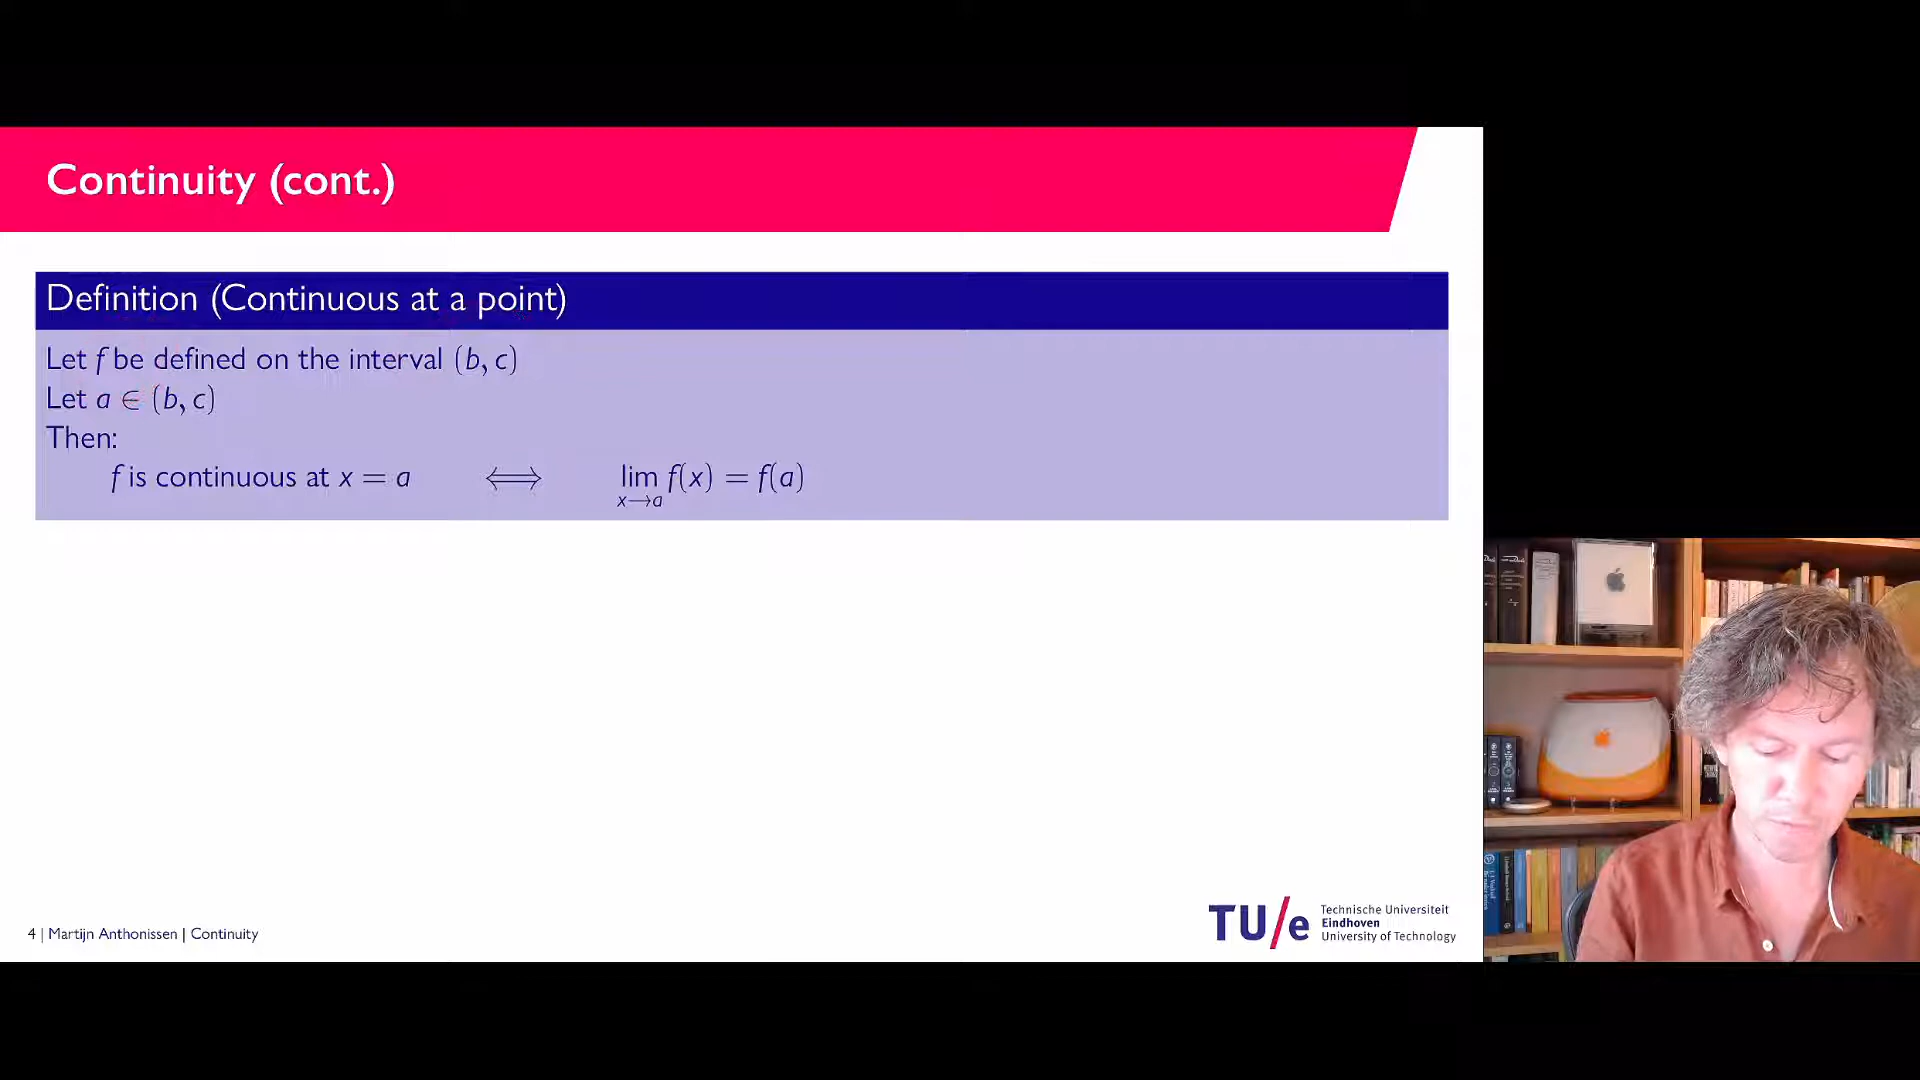 Continuity (cont.)
Definition (Continuous at a point)
Let f be defined on the interval (b, c)
Let a ∈ (b, c)
Then:
f is continuous at x = a ⟺ lim f(x) = f(a)
x→a
4 | Martijn Anthonissen | Continuity
TU/e
Technische Universiteit
Eindhoven
University of Technology